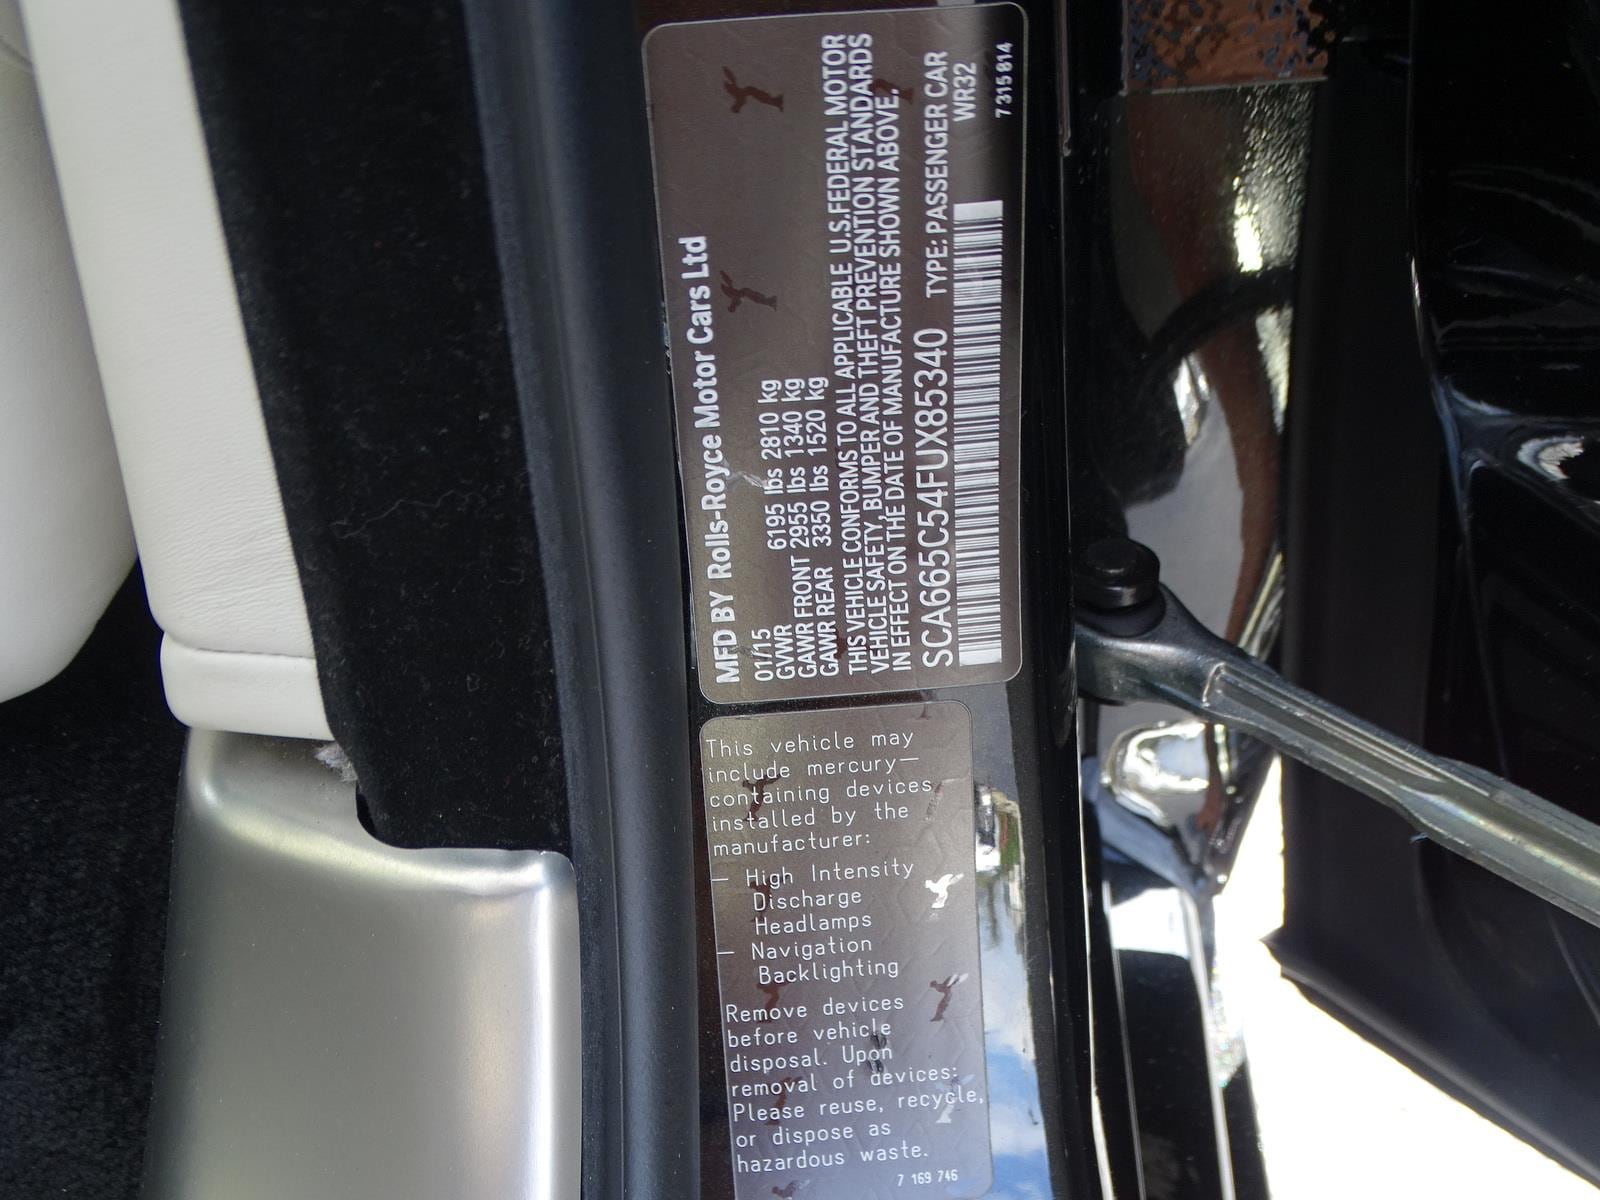 MFD BY Rolls-Royce Motor Cars Ltd
01/15
GVWR 6195 lbs 2810 kg
GAWR FRONT 2955 lbs 1340 kg
GAWR REAR 3350 lbs 1520 kg
THIS VEHICLE CONFORMS TO ALL APPLICABLE U.S.FEDERAL MOTOR
VEHICLE SAFETY, BUMPER AND THEFT PREVENTION STANDARDS
IN EFFECT ON THE DATE OF MANUFACTURE SHOWN ABOVE.
SCA665C54FUX85340 TYPE: PASSENGER CAR
WR32
7315814
This vehicle may
include mercury—
containing devices
installed by the
manufacturer:
— High Intensity
Discharge
Headlamps
— Navigation
Backlighting
Remove devices
before vehicle
disposal. Upon
removal of devices:
Please reuse, recycle,
or dispose as
hazardous waste.
7 169 746